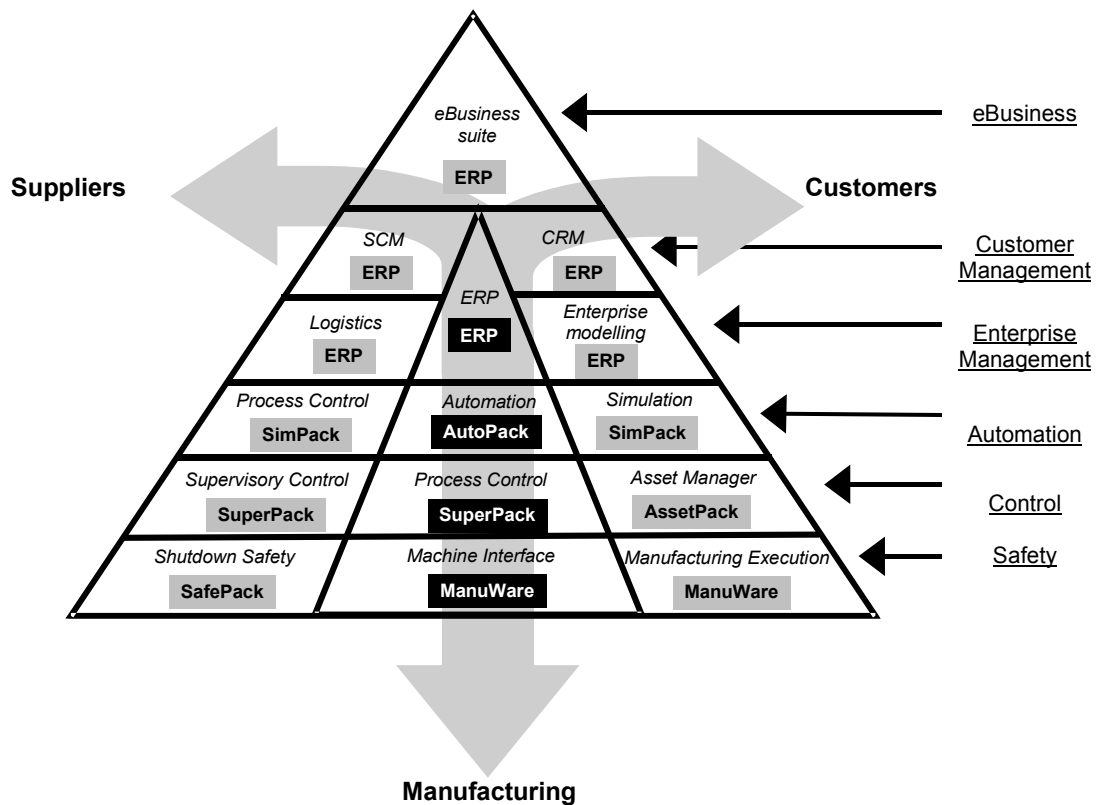 eBusiness
suite
eBusiness
ERP
Suppliers
Customers
SCM
CRM
Customer
Management
ERP
ERP
ERP
ERP
Logistics
Enterprise
modelling
Enterprise
Management
ERP
ERP
Process Control
Automation
Simulation
SimPack
AutoPack
SimPack
Automation
Supervisory Control
Process Control
Asset Manager
SuperPack
SuperPack
AssetPack
Control
Shutdown Safety
Machine Interface
Manufacturing Execution
Safety
SafePack
ManuWare
ManuWare
Manufacturing